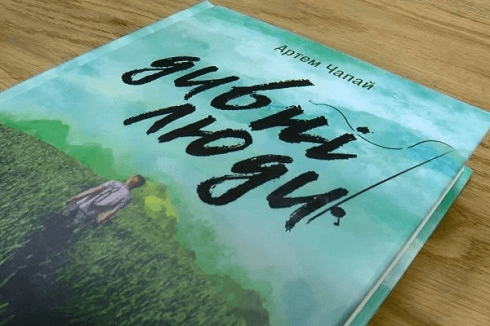 Артем Чапай
дивні
люди